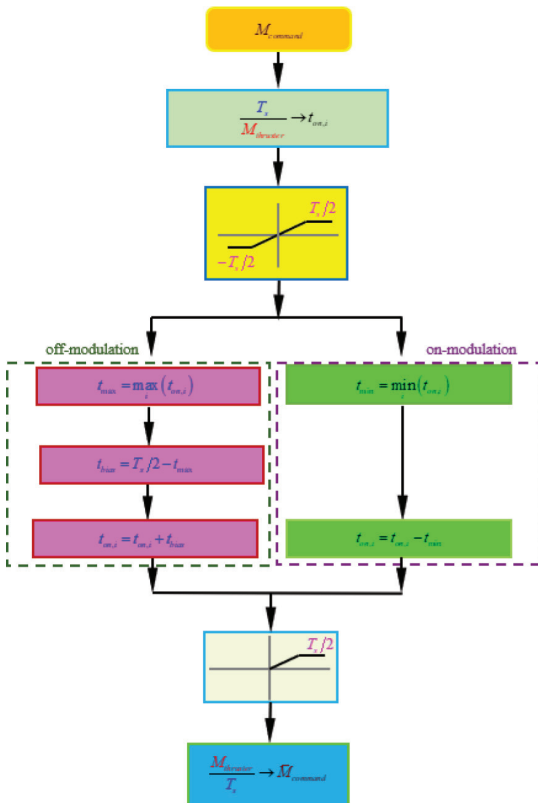 M_command
T_s / M_thruster → t_on,i
T_s/2
−T_s/2
off-modulation
on-modulation
t_max = max_i (t_on,i)
t_min = min_i (t_on,i)
t_bias = T_s/2 − t_max
t_on,i = t_on,i + t_bias
t_on,i = t_on,i − t_min
T_s/2
M_thruster / T_s → M̄_command